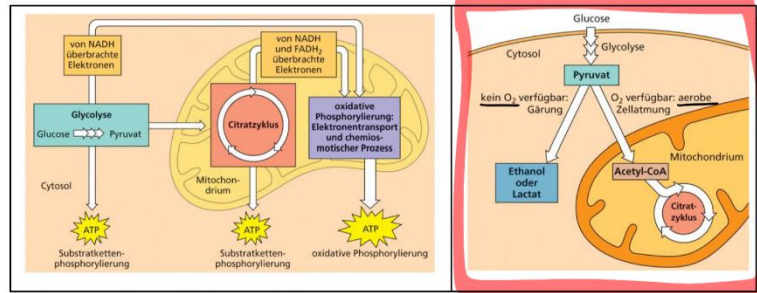 von NADH
überbrachte
Elektronen
von NADH
und FADH₂
überbrachte
Elektronen
Glykolyse
Glucose
Pyruvat
Citratzyklus
oxidative
Phosphorylierung:
Elektronentransport
und chemios-
motischer Prozess
Cytosol
Mitochon-
drium
ATP
Substratketten-
phosphorylierung
ATP
Substratketten-
phosphorylierung
ATP
oxidative Phosphorylierung
Glucose
Cytosol
Glycolyse
Pyruvat
kein O₂ verfügbar:
Gärung
O₂ verfügbar: aerobe
Zellatmung
Mitochondrium
Ethanol
oder
Lactat
Acetyl-CoA
Citrat-
zyklus